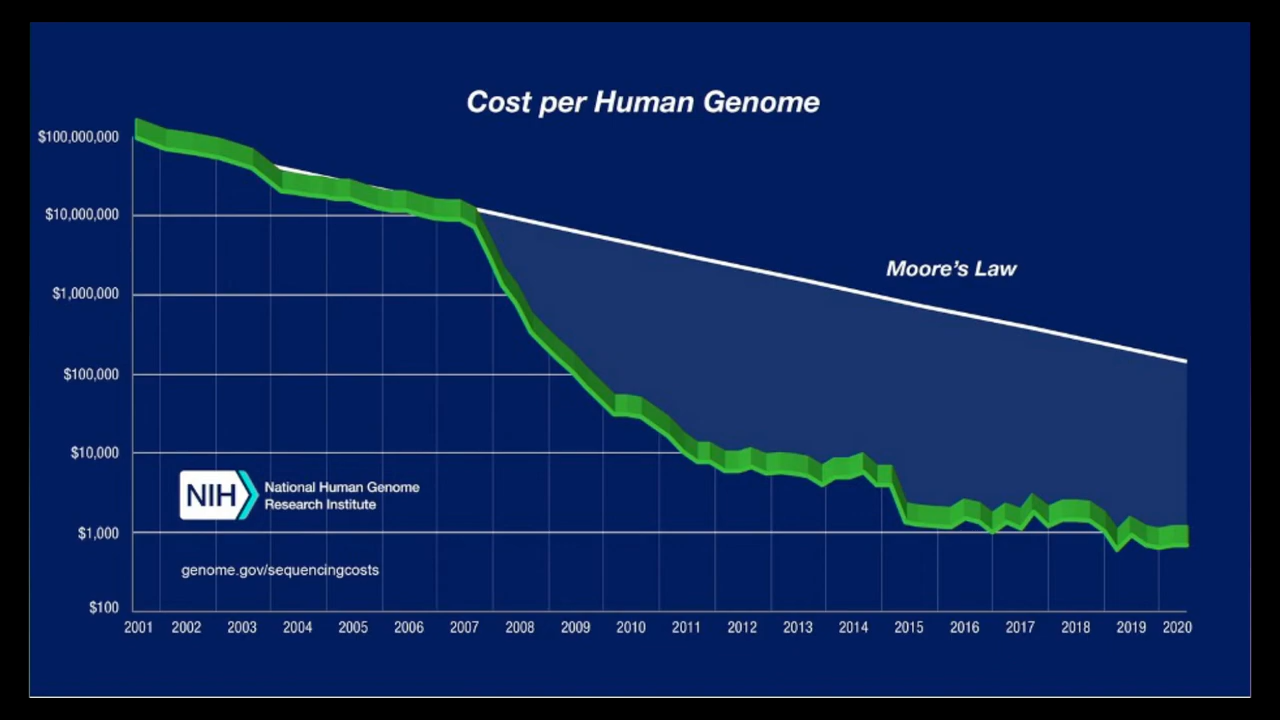 Cost per Human Genome
$100,000,000
$10,000,000
$1,000,000
$100,000
$10,000
$1,000
$100
Moore's Law
NIH
National Human Genome
Research Institute
genome.gov/sequencingcosts
2001 2002 2003 2004 2005 2006 2007 2008 2009 2010 2011 2012 2013 2014 2015 2016 2017 2018 2019 2020